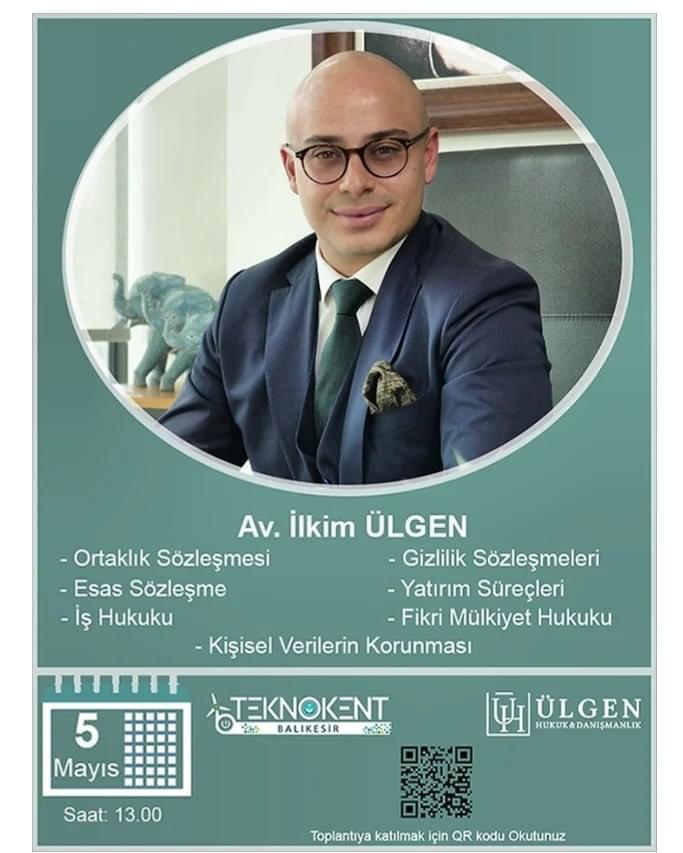 Av. İlkim ÜLGEN
- Ortaklık Sözleşmesi
- Gizlilik Sözleşmeleri
- Esas Sözleşme
- Yatırım Süreçleri
- İş Hukuku
- Fikri Mülkiyet Hukuku
- Kişisel Verilerin Korunması
5
Mayıs
Saat: 13.00
TEKNOKENT
BALIKESİR
ÜLGEN
HUKUK&DANIŞMANLIK
Toplantıya katılmak için QR kodu Okutunuz